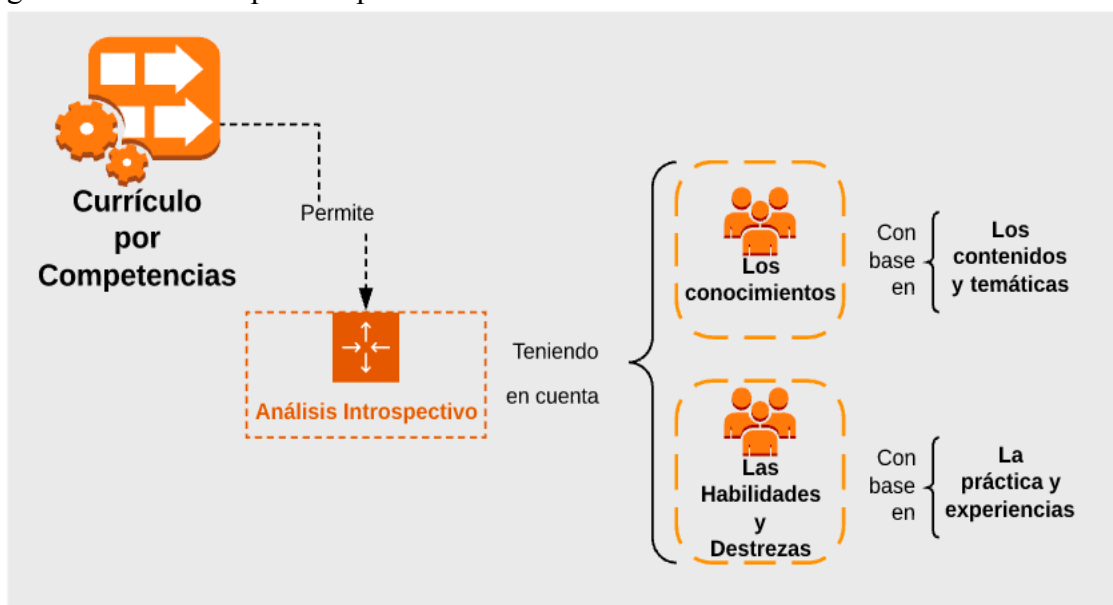 Currículo
por
Competencias
Permite
Análisis Introspectivo
Teniendo
en cuenta
Los
conocimientos
Con
base
en
Los
contenidos
y temáticas
Las
Habilidades
y
Destrezas
Con
base
en
La
práctica y
experiencias